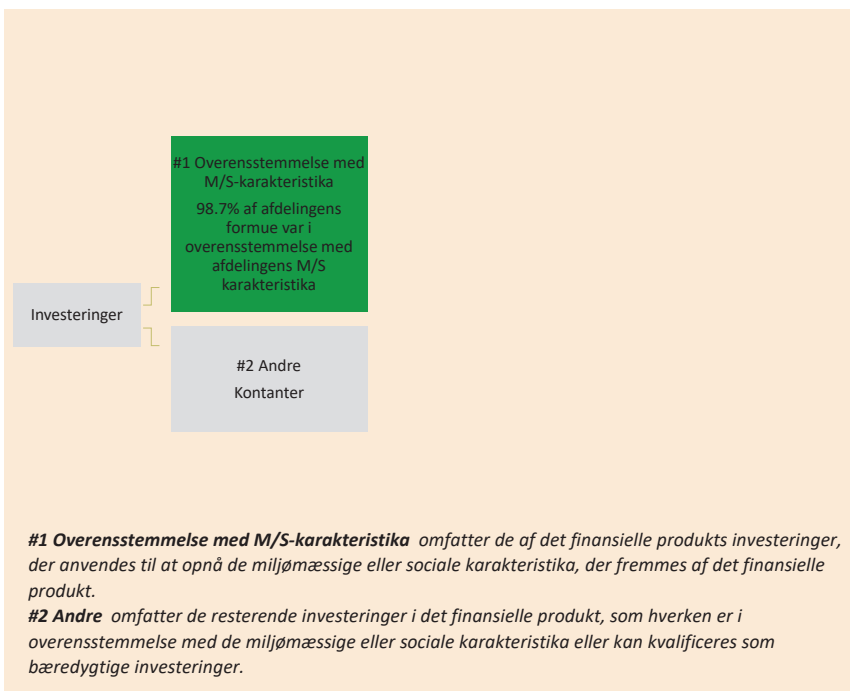 #1 Overensstemmelse med
M/S-karakteristika
98.7% af afdelingens
formue var i
overensstemmelse med
afdelingens M/S
karakteristika
Investeringer
#2 Andre
Kontanter
#1 Overensstemmelse med M/S-karakteristika omfatter de af det finansielle produkts investeringer,
der anvendes til at opnå de miljømæssige eller sociale karakteristika, der fremmes af det finansielle
produkt.
#2 Andre omfatter de resterende investeringer i det finansielle produkt, som hverken er i
overensstemmelse med de miljømæssige eller sociale karakteristika eller kan kvalificeres som
bæredygtige investeringer.